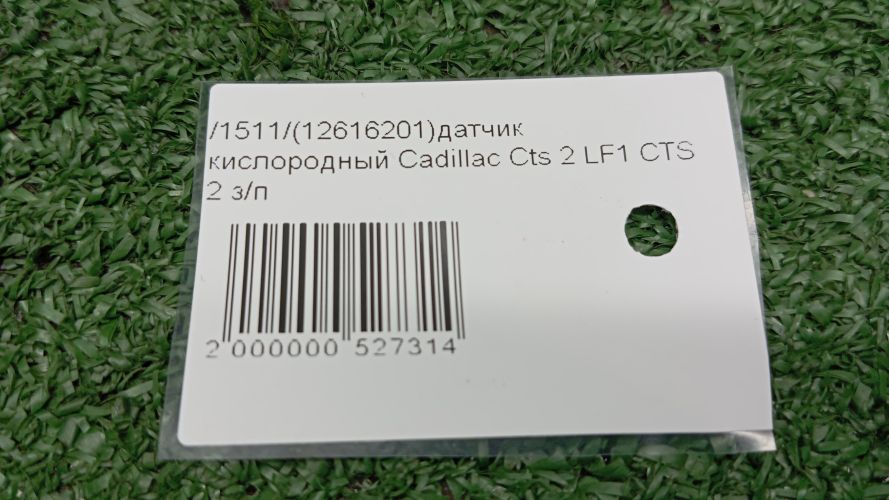 /1511/(12616201)датчик
кислородный Cadillac Cts 2 LF1 CTS
2 з/п
2 000000 527314